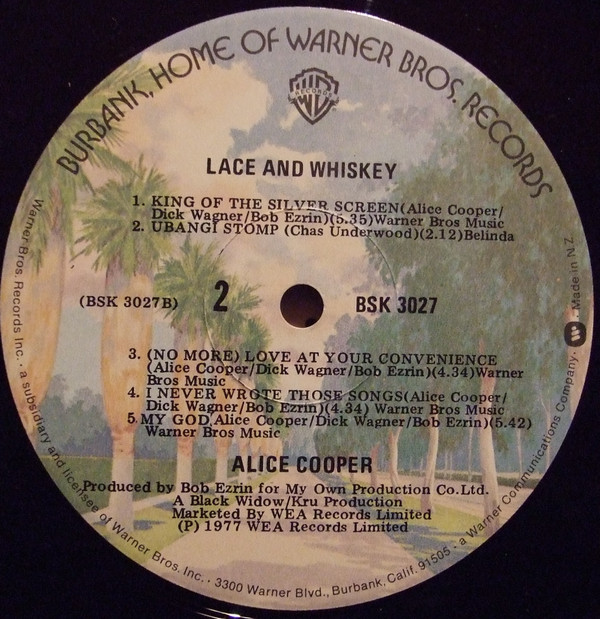 BURBANK, HOME OF WARNER BROS. RECORDS
RECORDS
LACE AND WHISKEY
1. KING OF THE SILVER SCREEN(Alice Cooper/
Dick Wagner/Bob Ezrin)(5.35)Warner Bros Music
2. UBANGI STOMP (Chas Underwood)(2.12)Belinda
(BSK 3027B)
2
BSK 3027
3. (NO MORE) LOVE AT YOUR CONVENIENCE
(Alice Cooper/Dick Wagner/Bob Ezrin)(4.34)Warner
Bros Music
4. I NEVER WROTE THOSE SONGS(Alice Cooper/
Dick Wagner/Bob Ezrin)(4.34) Warner Bros Music
5. MY GOD(Alice Cooper/Dick Wagner/Bob Ezrin)(5.42)
Warner Bros Music
ALICE COOPER
Produced by Bob Ezrin for My Own Production Co.Ltd.
A Black Widow/Kru Production
Marketed By WEA Records Limited
(P) 1977 WEA Records Limited
Warner Bros. Records Inc. · a subsidiary and licensee of Warner Bros. Inc. · 3300 Warner Blvd., Burbank, Calif. 91505 · a Warner Communications Company · Made in N.Z.